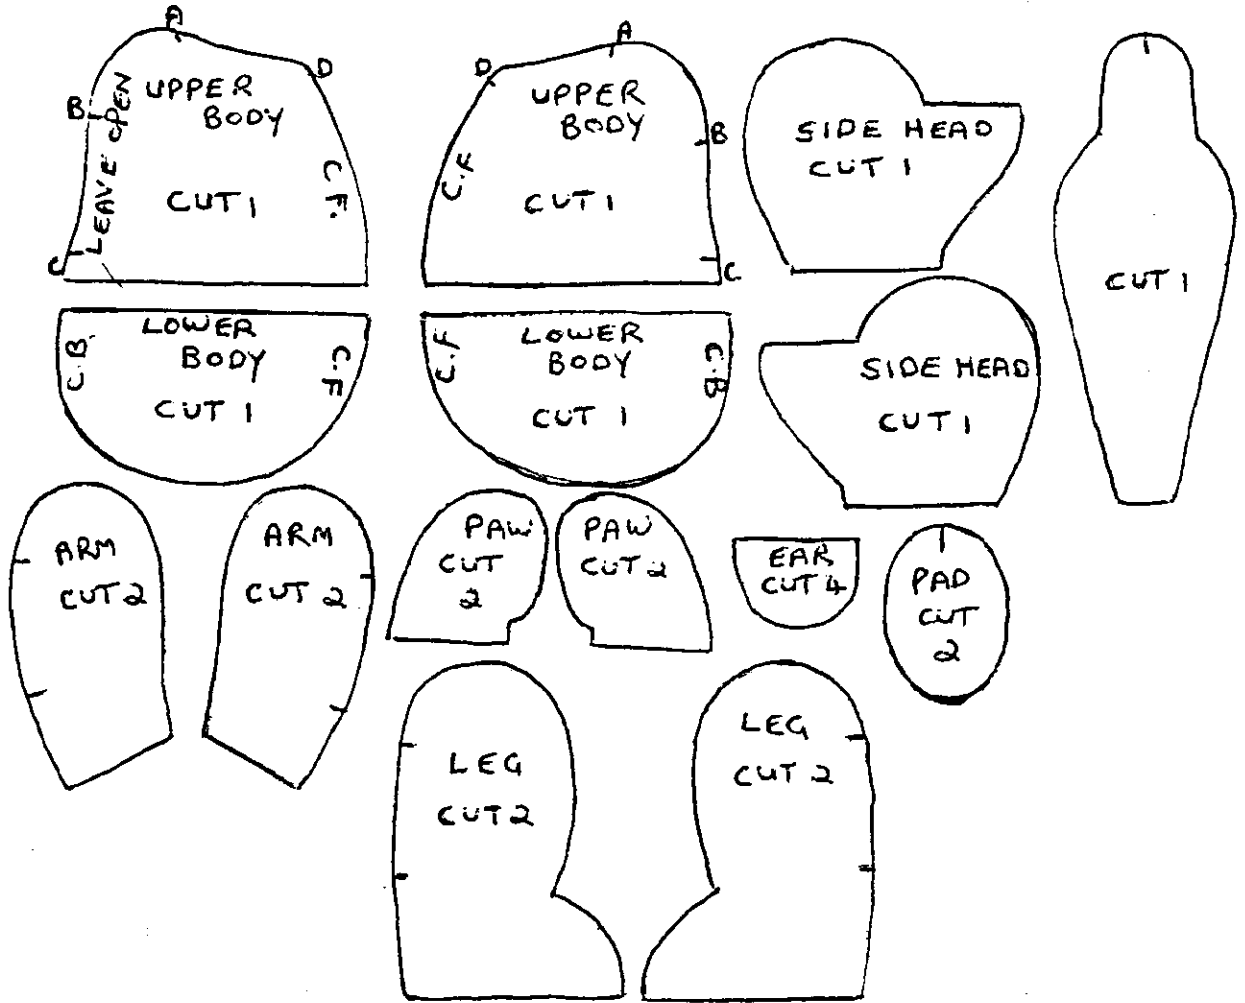 A
D
B
UPPER
BODY
LEAVE OPEN
C.F.
CUT 1
C
A
D
UPPER
BODY
B
C.F
CUT 1
C
SIDE HEAD
CUT 1
CUT 1
LOWER
BODY
C.B.
C.F
CUT 1
LOWER
BODY
C.F
C.B
CUT 1
SIDE HEAD
CUT 1
ARM
CUT 2
ARM
CUT 2
PAW
CUT
2
PAW
CUT 2
EAR
CUT 4
PAD
CUT
2
LEG
CUT 2
LEG
CUT 2